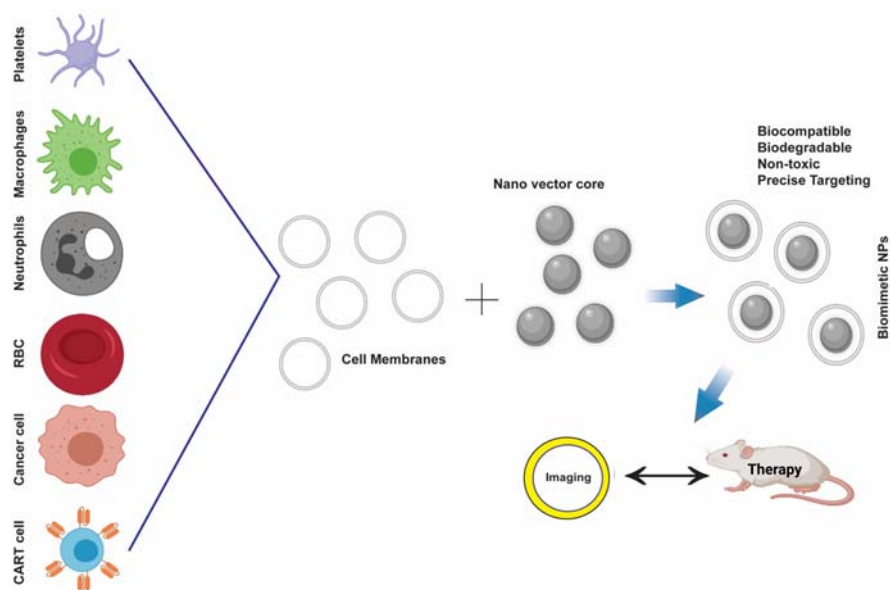 Platelets
Macrophages
Neutrophils
RBC
Cancer cell
CART cell
Cell Membranes
Nano vector core
Biocompatible
Biodegradable
Non-toxic
Precise Targeting
Biomimetic NPs
Imaging
Therapy